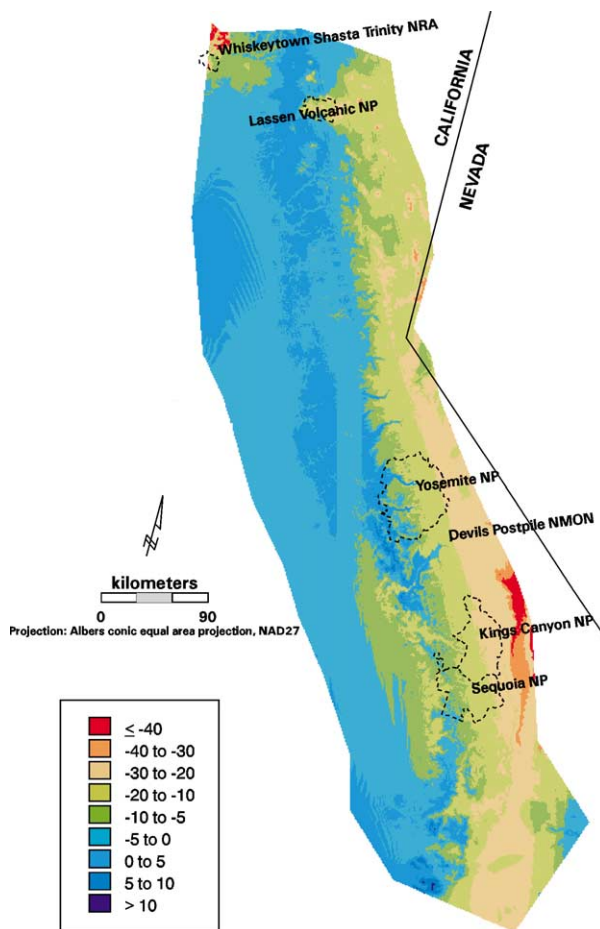 Whiskeytown Shasta Trinity NRA
Lassen Volcanic NP
CALIFORNIA
NEVADA
Yosemite NP
Devils Postpile NMON
N
kilometers
0 90
Projection: Albers conic equal area projection, NAD27
Kings Canyon NP
Sequoia NP
≤ -40
-40 to -30
-30 to -20
-20 to -10
-10 to -5
-5 to 0
0 to 5
5 to 10
> 10